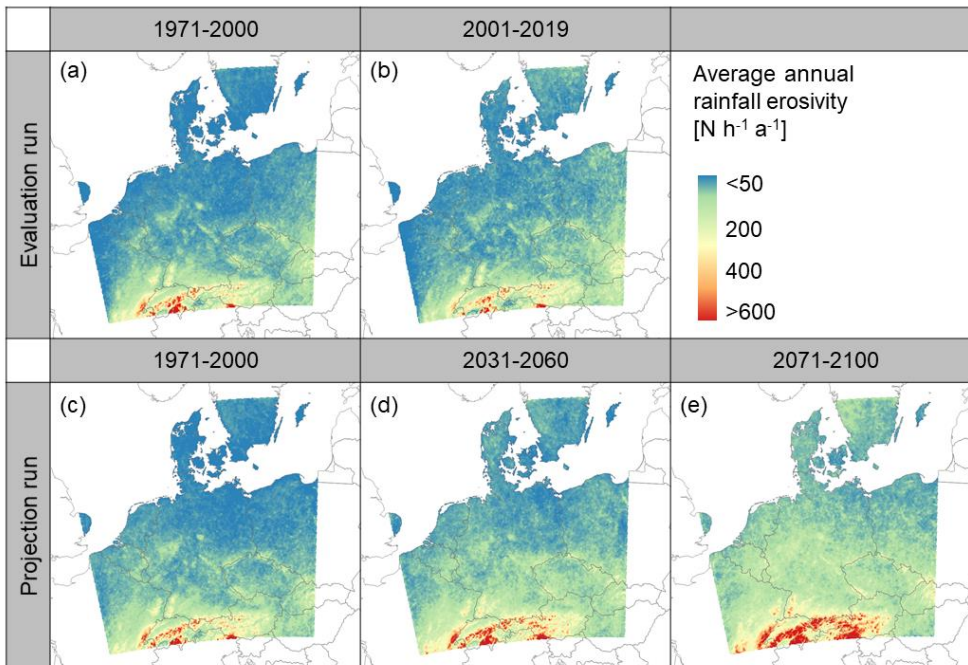 1971-2000
2001-2019
Evaluation run
(a)
(b)
Average annual
rainfall erosivity
[N h⁻¹ a⁻¹]
<50
200
400
>600
1971-2000
2031-2060
2071-2100
Projection run
(c)
(d)
(e)